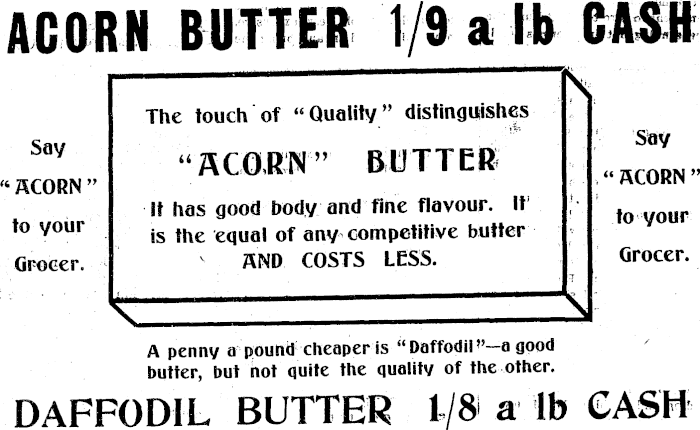 ACORN BUTTER 1/9 a lb CASH
The touch of "Quality" distinguishes
"ACORN" BUTTER
It has good body and fine flavour. It
is the equal of any competitive butter
AND COSTS LESS.
Say
"ACORN"
to your
Grocer.
Say
"ACORN"
to your
Grocer.
A penny a pound cheaper is "Daffodil"—a good
butter, but not quite the quality of the other.
DAFFODIL BUTTER 1/8 a lb CASH